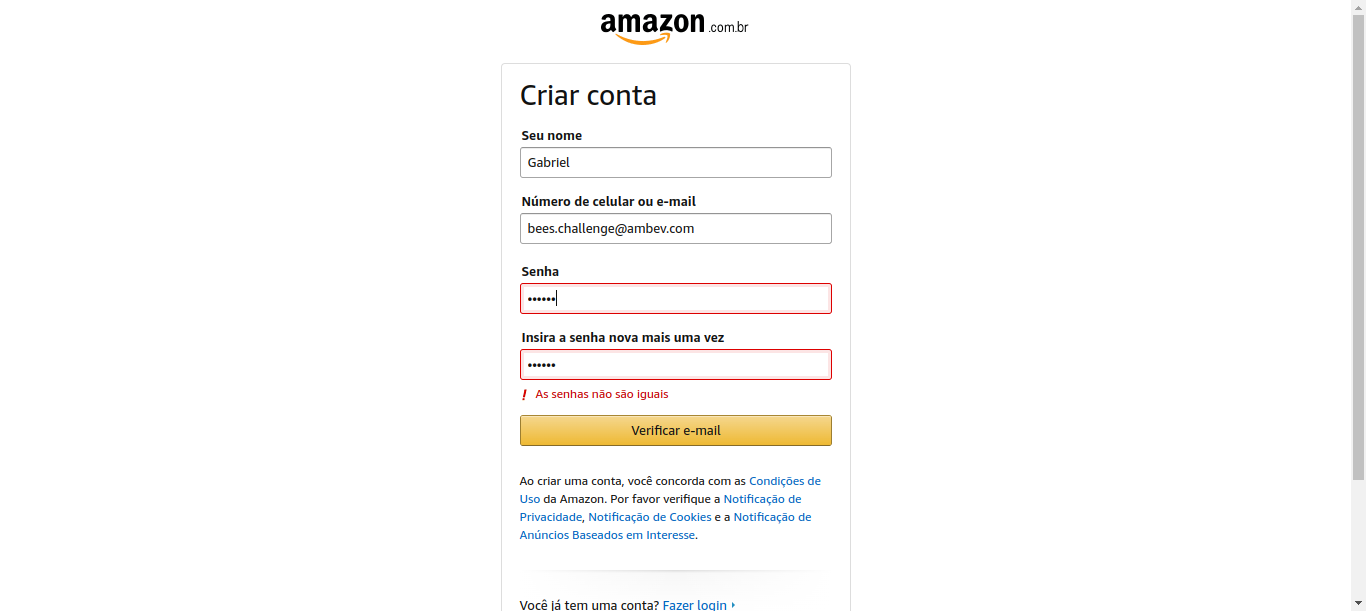 amazon.com.br
Criar conta
Seu nome
Gabriel
Número de celular ou e-mail
bees.challenge@ambev.com
Senha
••••••
Insira a senha nova mais uma vez
••••••
! As senhas não são iguais
Verificar e-mail
Ao criar uma conta, você concorda com as Condições de
Uso da Amazon. Por favor verifique a Notificação de
Privacidade, Notificação de Cookies e a Notificação de
Anúncios Baseados em Interesse.
Você já tem uma conta? Fazer login